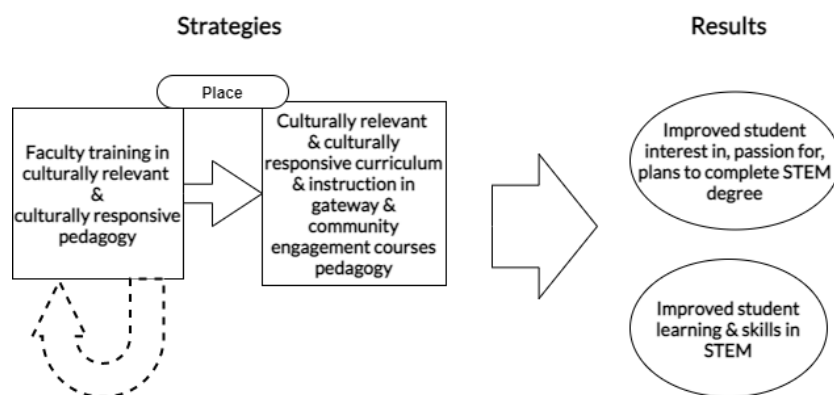 Strategies
Results
Place
Faculty training in
culturally relevant
&
culturally responsive
pedagogy
Culturally relevant
& culturally
responsive curriculum
& instruction in
gateway &
community
engagement courses
pedagogy
Improved student
interest in, passion for,
plans to complete STEM
degree
Improved student
learning & skills in
STEM